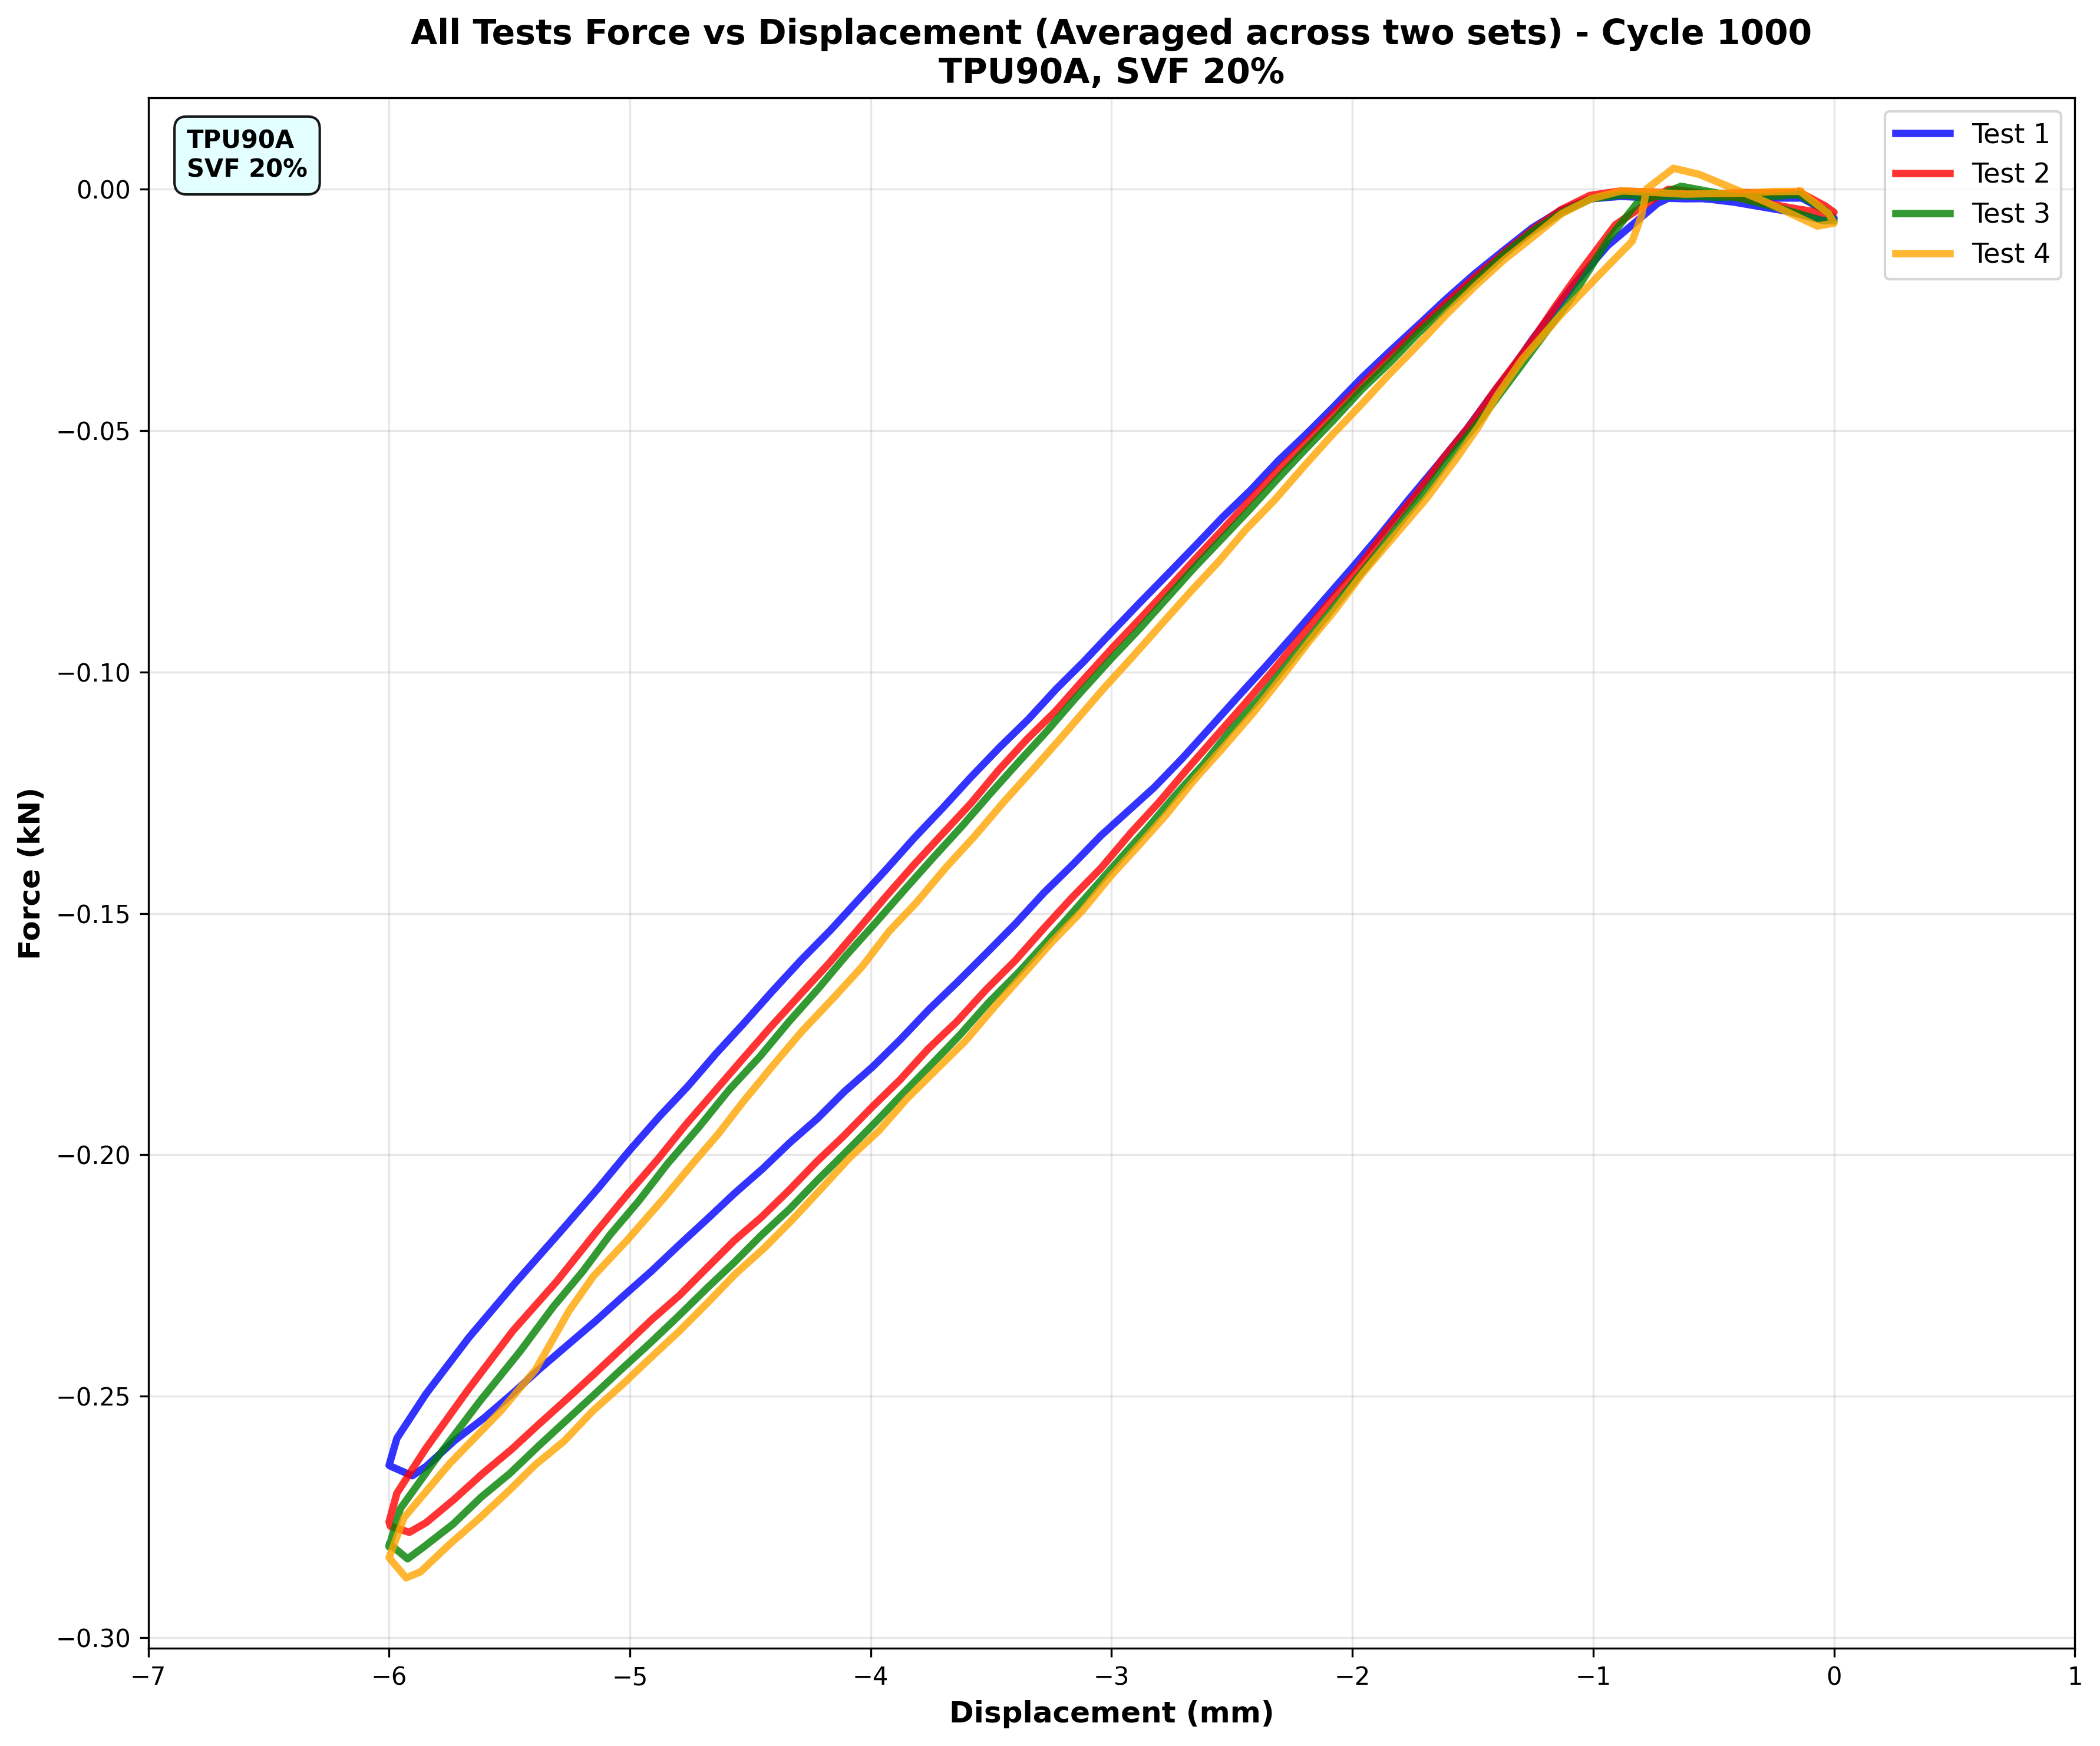 All Tests Force vs Displacement (Averaged across two sets) - Cycle 1000
TPU90A, SVF 20%
TPU90A
SVF 20%
Test 1
Test 2
Test 3
Test 4
0.00
−0.05
−0.10
−0.15
−0.20
−0.25
−0.30
Force (kN)
−7
−6
−5
−4
−3
−2
−1
0
1
Displacement (mm)